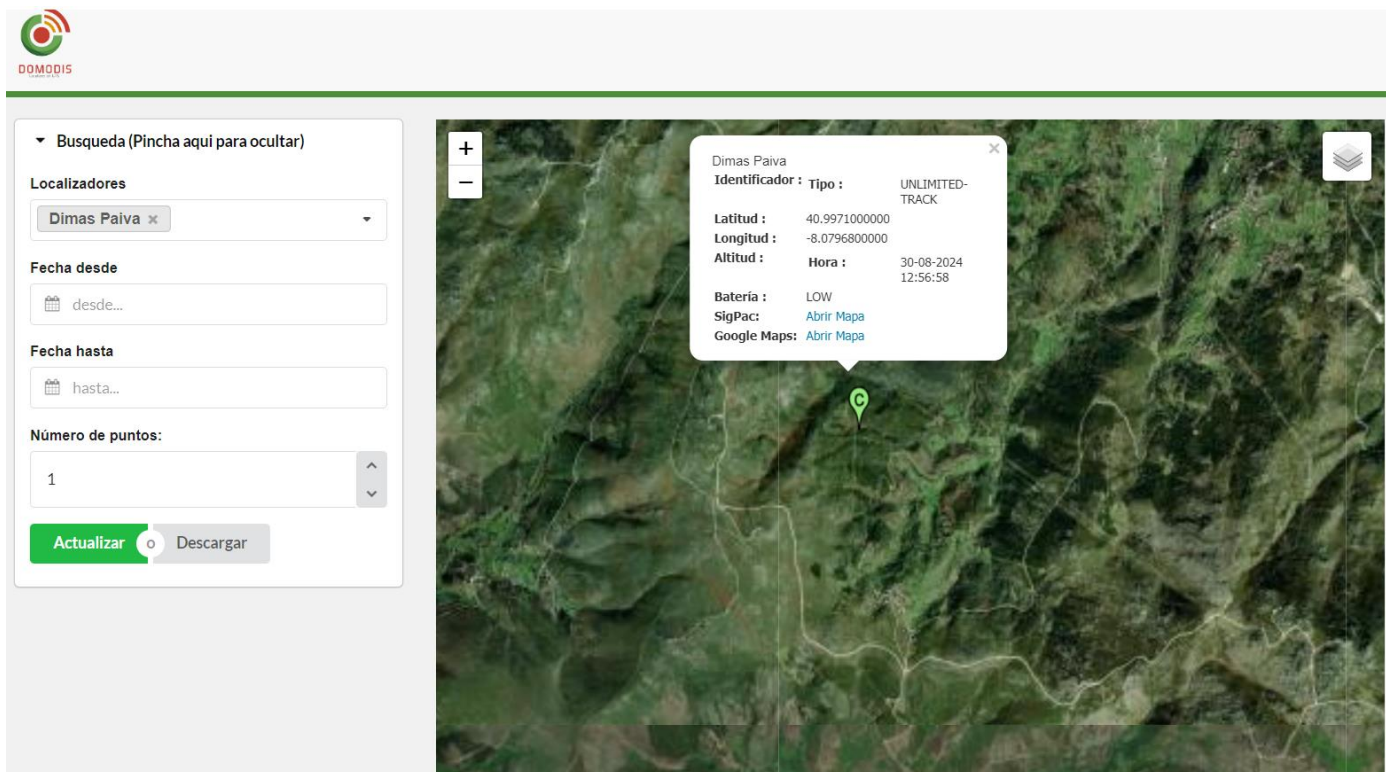 DOMODIS
Busqueda (Pincha aqui para ocultar)
Localizadores
Dimas Paiva ×
Fecha desde
desde...
Fecha hasta
hasta...
Número de puntos:
1
Actualizar o Descargar
+
−
×
Dimas Paiva
Identificador : Tipo : UNLIMITED-
TRACK
Latitud : 40.9971000000
Longitud : -8.0796800000
Altitud : Hora : 30-08-2024
12:56:58
Batería : LOW
SigPac: Abrir Mapa
Google Maps: Abrir Mapa
C